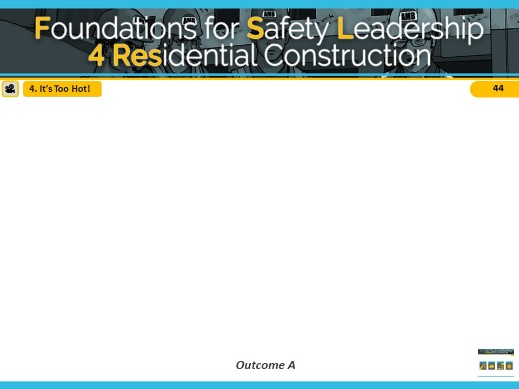 Foundations for Safety Leadership
4 Residential Construction
4. It's Too Hot!
44
Outcome A